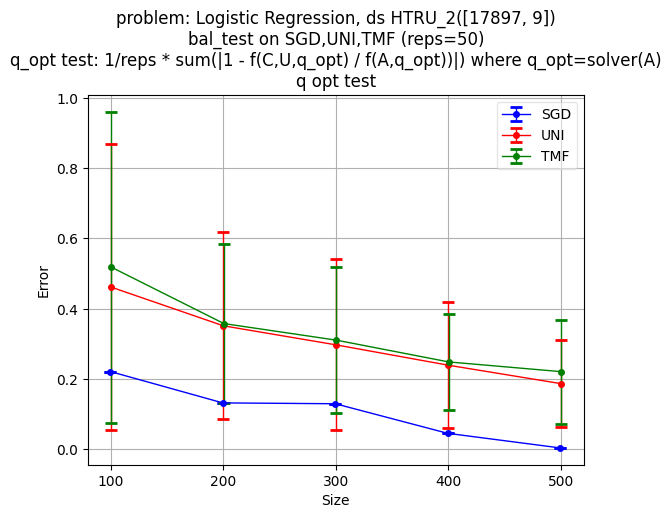 problem: Logistic Regression, ds HTRU_2([17897, 9])
bal_test on SGD,UNI,TMF (reps=50)
q_opt test: 1/reps * sum(|1 - f(C,U,q_opt) / f(A,q_opt))|) where q_opt=solver(A)
q opt test
1.0
0.8
0.6
0.4
0.2
0.0
Error
SGD
UNI
TMF
100
200
300
400
500
Size